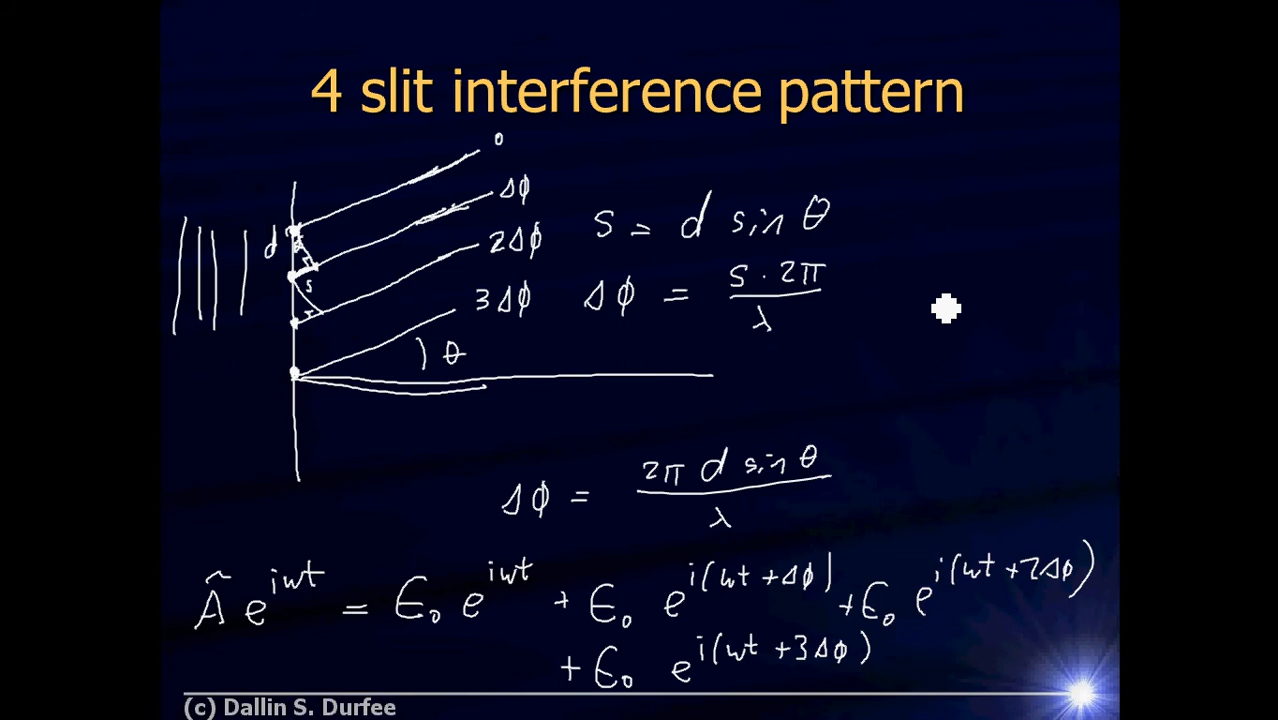 4 slit interference pattern
0
Δϕ
d
2Δϕ
s = d sin θ
s
3Δϕ
Δϕ = s · 2π / λ
θ
Δϕ = 2π d sin θ / λ
Ã e^{iωt} = E₀ e^{iωt} + E₀ e^{i(ωt + Δϕ)} + E₀ e^{i(ωt + 2Δϕ)}
+ E₀ e^{i(ωt + 3Δϕ)}
(c) Dallin S. Durfee